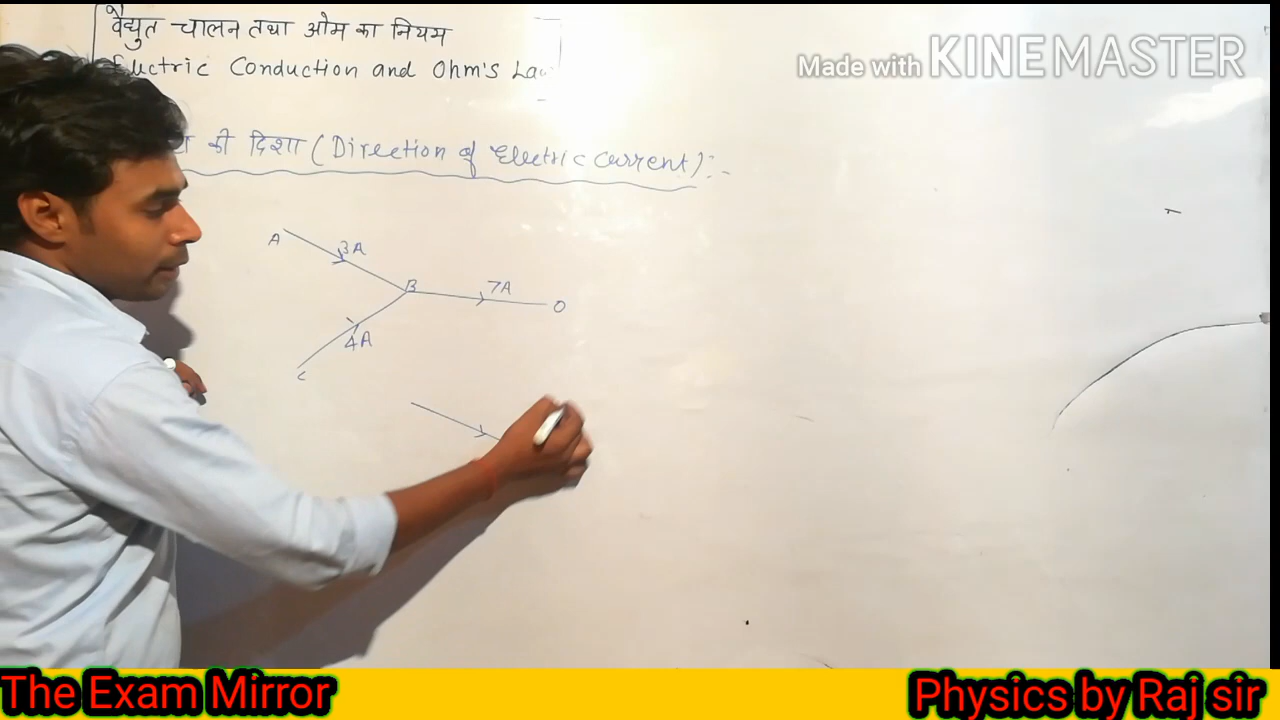 वैद्युत चालन तथा ओम का नियम
Electric Conduction and Ohm's Law
Made with KINEMASTER
की दिशा (Direction of Electric Current):-
A
3A
B
7A
D
4A
C
The Exam Mirror
Physics by Raj sir